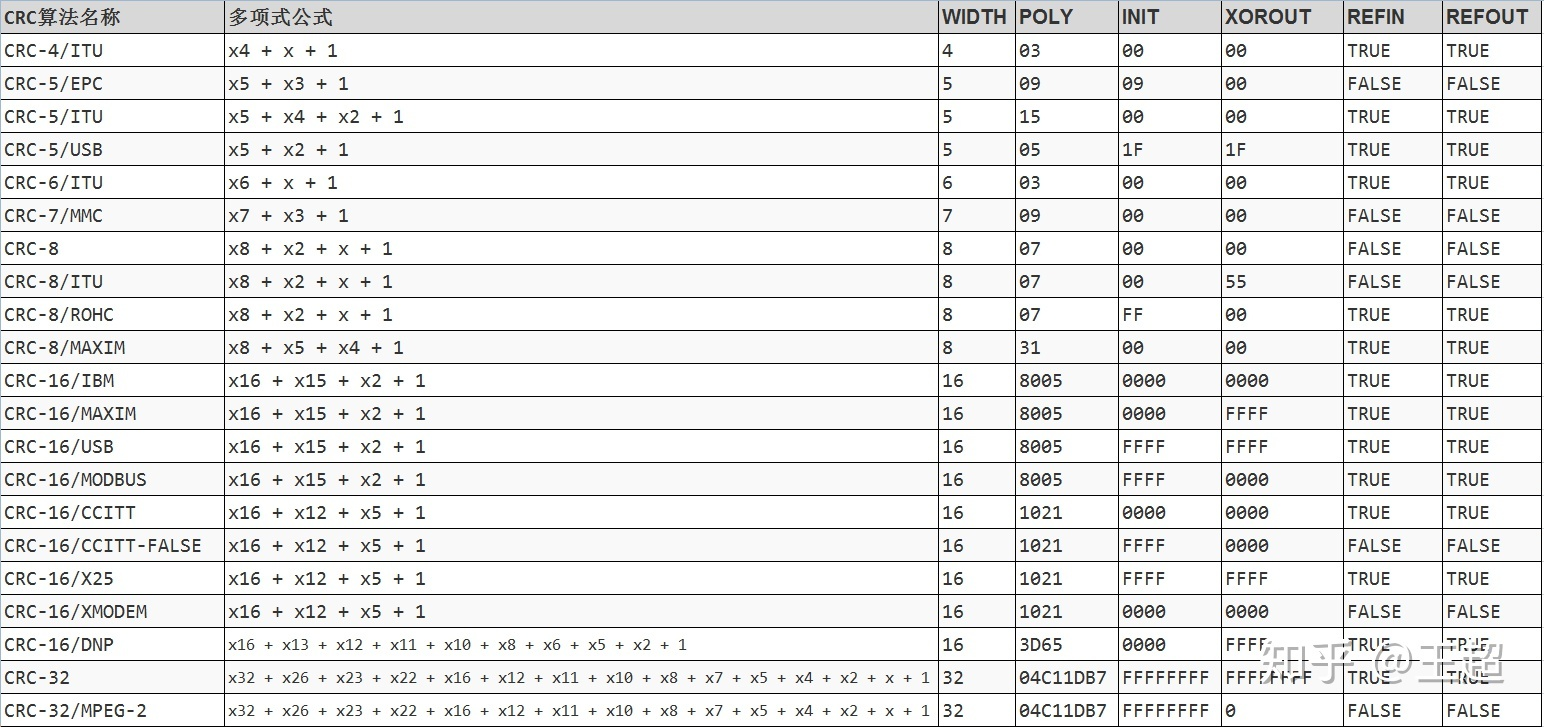 CRC算法名称 多项式公式 WIDTH POLY INIT XOROUT REFIN REFOUT
CRC-4/ITU x4 + x + 1 4 03 00 00 TRUE TRUE
CRC-5/EPC x5 + x3 + 1 5 09 09 00 FALSE FALSE
CRC-5/ITU x5 + x4 + x2 + 1 5 15 00 00 TRUE TRUE
CRC-5/USB x5 + x2 + 1 5 05 1F 1F TRUE TRUE
CRC-6/ITU x6 + x + 1 6 03 00 00 TRUE TRUE
CRC-7/MMC x7 + x3 + 1 7 09 00 00 FALSE FALSE
CRC-8 x8 + x2 + x + 1 8 07 00 00 FALSE FALSE
CRC-8/ITU x8 + x2 + x + 1 8 07 00 55 FALSE FALSE
CRC-8/ROHC x8 + x2 + x + 1 8 07 FF 00 TRUE TRUE
CRC-8/MAXIM x8 + x5 + x4 + 1 8 31 00 00 TRUE TRUE
CRC-16/IBM x16 + x15 + x2 + 1 16 8005 0000 0000 TRUE TRUE
CRC-16/MAXIM x16 + x15 + x2 + 1 16 8005 0000 FFFF TRUE TRUE
CRC-16/USB x16 + x15 + x2 + 1 16 8005 FFFF FFFF TRUE TRUE
CRC-16/MODBUS x16 + x15 + x2 + 1 16 8005 FFFF 0000 TRUE TRUE
CRC-16/CCITT x16 + x12 + x5 + 1 16 1021 0000 0000 TRUE TRUE
CRC-16/CCITT-FALSE x16 + x12 + x5 + 1 16 1021 FFFF 0000 FALSE FALSE
CRC-16/X25 x16 + x12 + x5 + 1 16 1021 FFFF FFFF TRUE TRUE
CRC-16/XMODEM x16 + x12 + x5 + 1 16 1021 0000 0000 FALSE FALSE
CRC-16/DNP x16 + x13 + x12 + x11 + x10 + x8 + x6 + x5 + x2 + 1 16 3D65 0000 FFFF TRUE TRUE
CRC-32 x32 + x26 + x23 + x22 + x16 + x12 + x11 + x10 + x8 + x7 + x5 + x4 + x2 + x + 1 32 04C11DB7 FFFFFFFF FFFFFFFF TRUE TRUE
CRC-32/MPEG-2 x32 + x26 + x23 + x22 + x16 + x12 + x11 + x10 + x8 + x7 + x5 + x4 + x2 + x + 1 32 04C11DB7 FFFFFFFF 0 FALSE FALSE
知乎 @王超